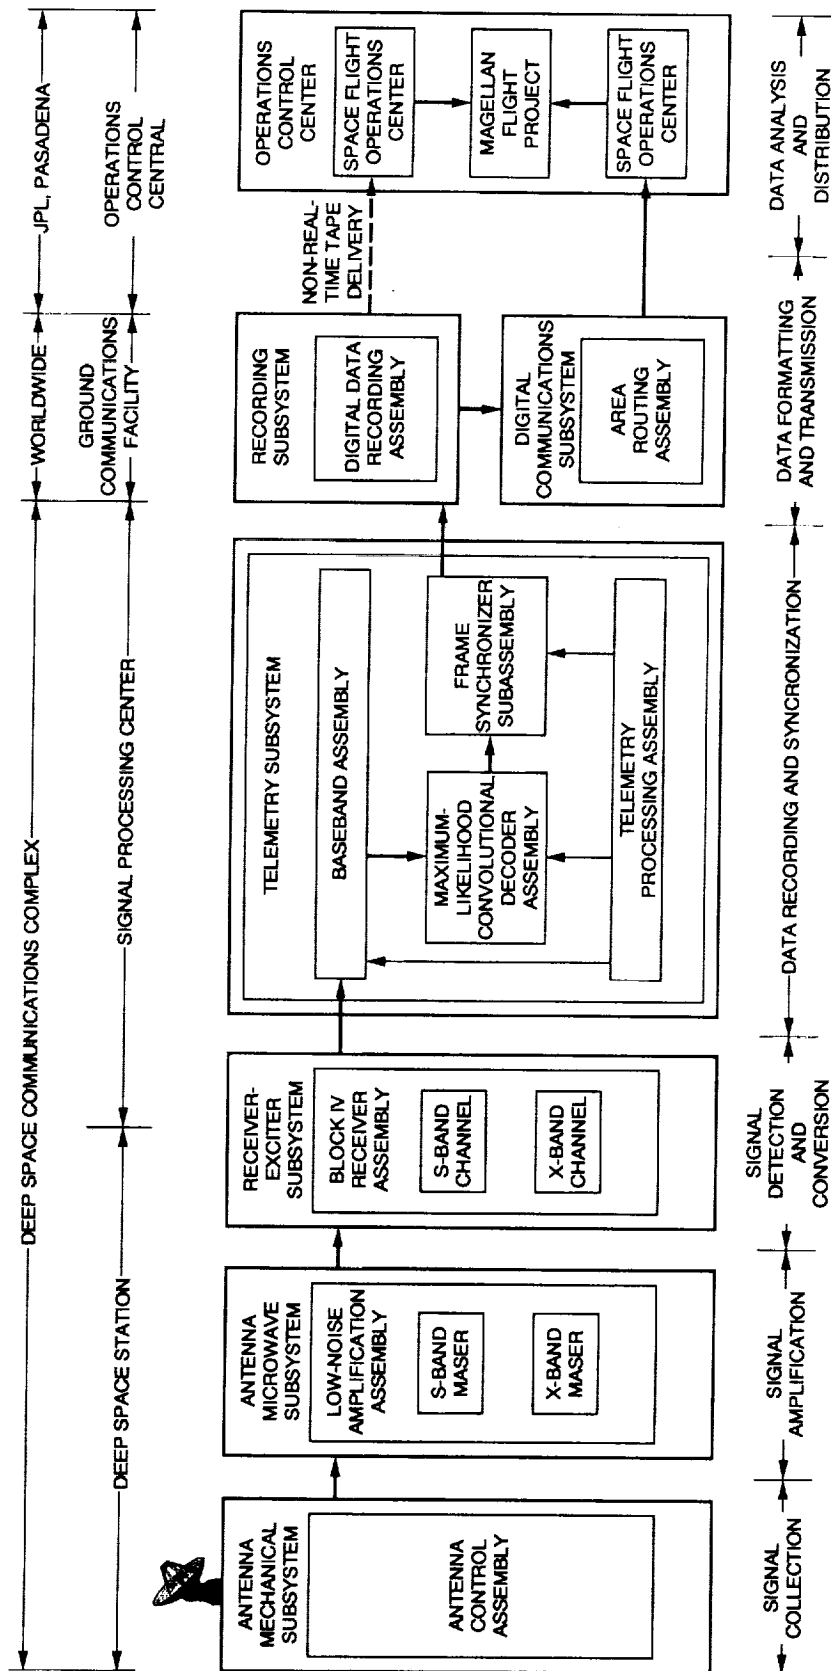 DEEP SPACE COMMUNICATIONS COMPLEX
WORLDWIDE
JPL, PASADENA
DEEP SPACE STATION
SIGNAL PROCESSING CENTER
GROUND
COMMUNICATIONS
FACILITY
OPERATIONS
CONTROL
CENTRAL
ANTENNA
MECHANICAL
SUBSYSTEM
ANTENNA
CONTROL
ASSEMBLY
ANTENNA
MICROWAVE
SUBSYSTEM
LOW-NOISE
AMPLIFICATION
ASSEMBLY
S-BAND
MASER
X-BAND
MASER
RECEIVER-
EXCITER
SUBSYSTEM
BLOCK IV
RECEIVER
ASSEMBLY
S-BAND
CHANNEL
X-BAND
CHANNEL
TELEMETRY SUBSYSTEM
BASEBAND ASSEMBLY
MAXIMUM-
LIKELIHOOD
CONVOLUTIONAL
DECODER
ASSEMBLY
FRAME
SYNCHRONIZER
SUBASSEMBLY
TELEMETRY
PROCESSING ASSEMBLY
RECORDING
SUBSYSTEM
DIGITAL DATA
RECORDING
ASSEMBLY
DIGITAL
COMMUNICATIONS
SUBSYSTEM
AREA
ROUTING
ASSEMBLY
NON-REAL-
TIME TAPE
DELIVERY
OPERATIONS
CONTROL
CENTER
SPACE FLIGHT
OPERATIONS
CENTER
MAGELLAN
FLIGHT
PROJECT
SPACE FLIGHT
OPERATIONS
CENTER
SIGNAL
COLLECTION
SIGNAL
AMPLIFICATION
SIGNAL
DETECTION
AND
CONVERSION
DATA RECORDING AND SYNCRONIZATION
DATA FORMATTING
AND TRANSMISSION
DATA ANALYSIS
AND
DISTRIBUTION